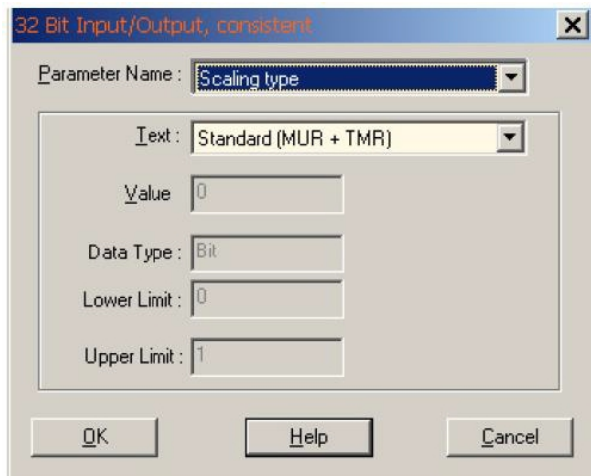 32 Bit Input/Output, consistent
Parameter Name : Scaling type
Text : Standard (MUR + TMR)
Value 0
Data Type : Bit
Lower Limit : 0
Upper Limit : 1
OK Help Cancel